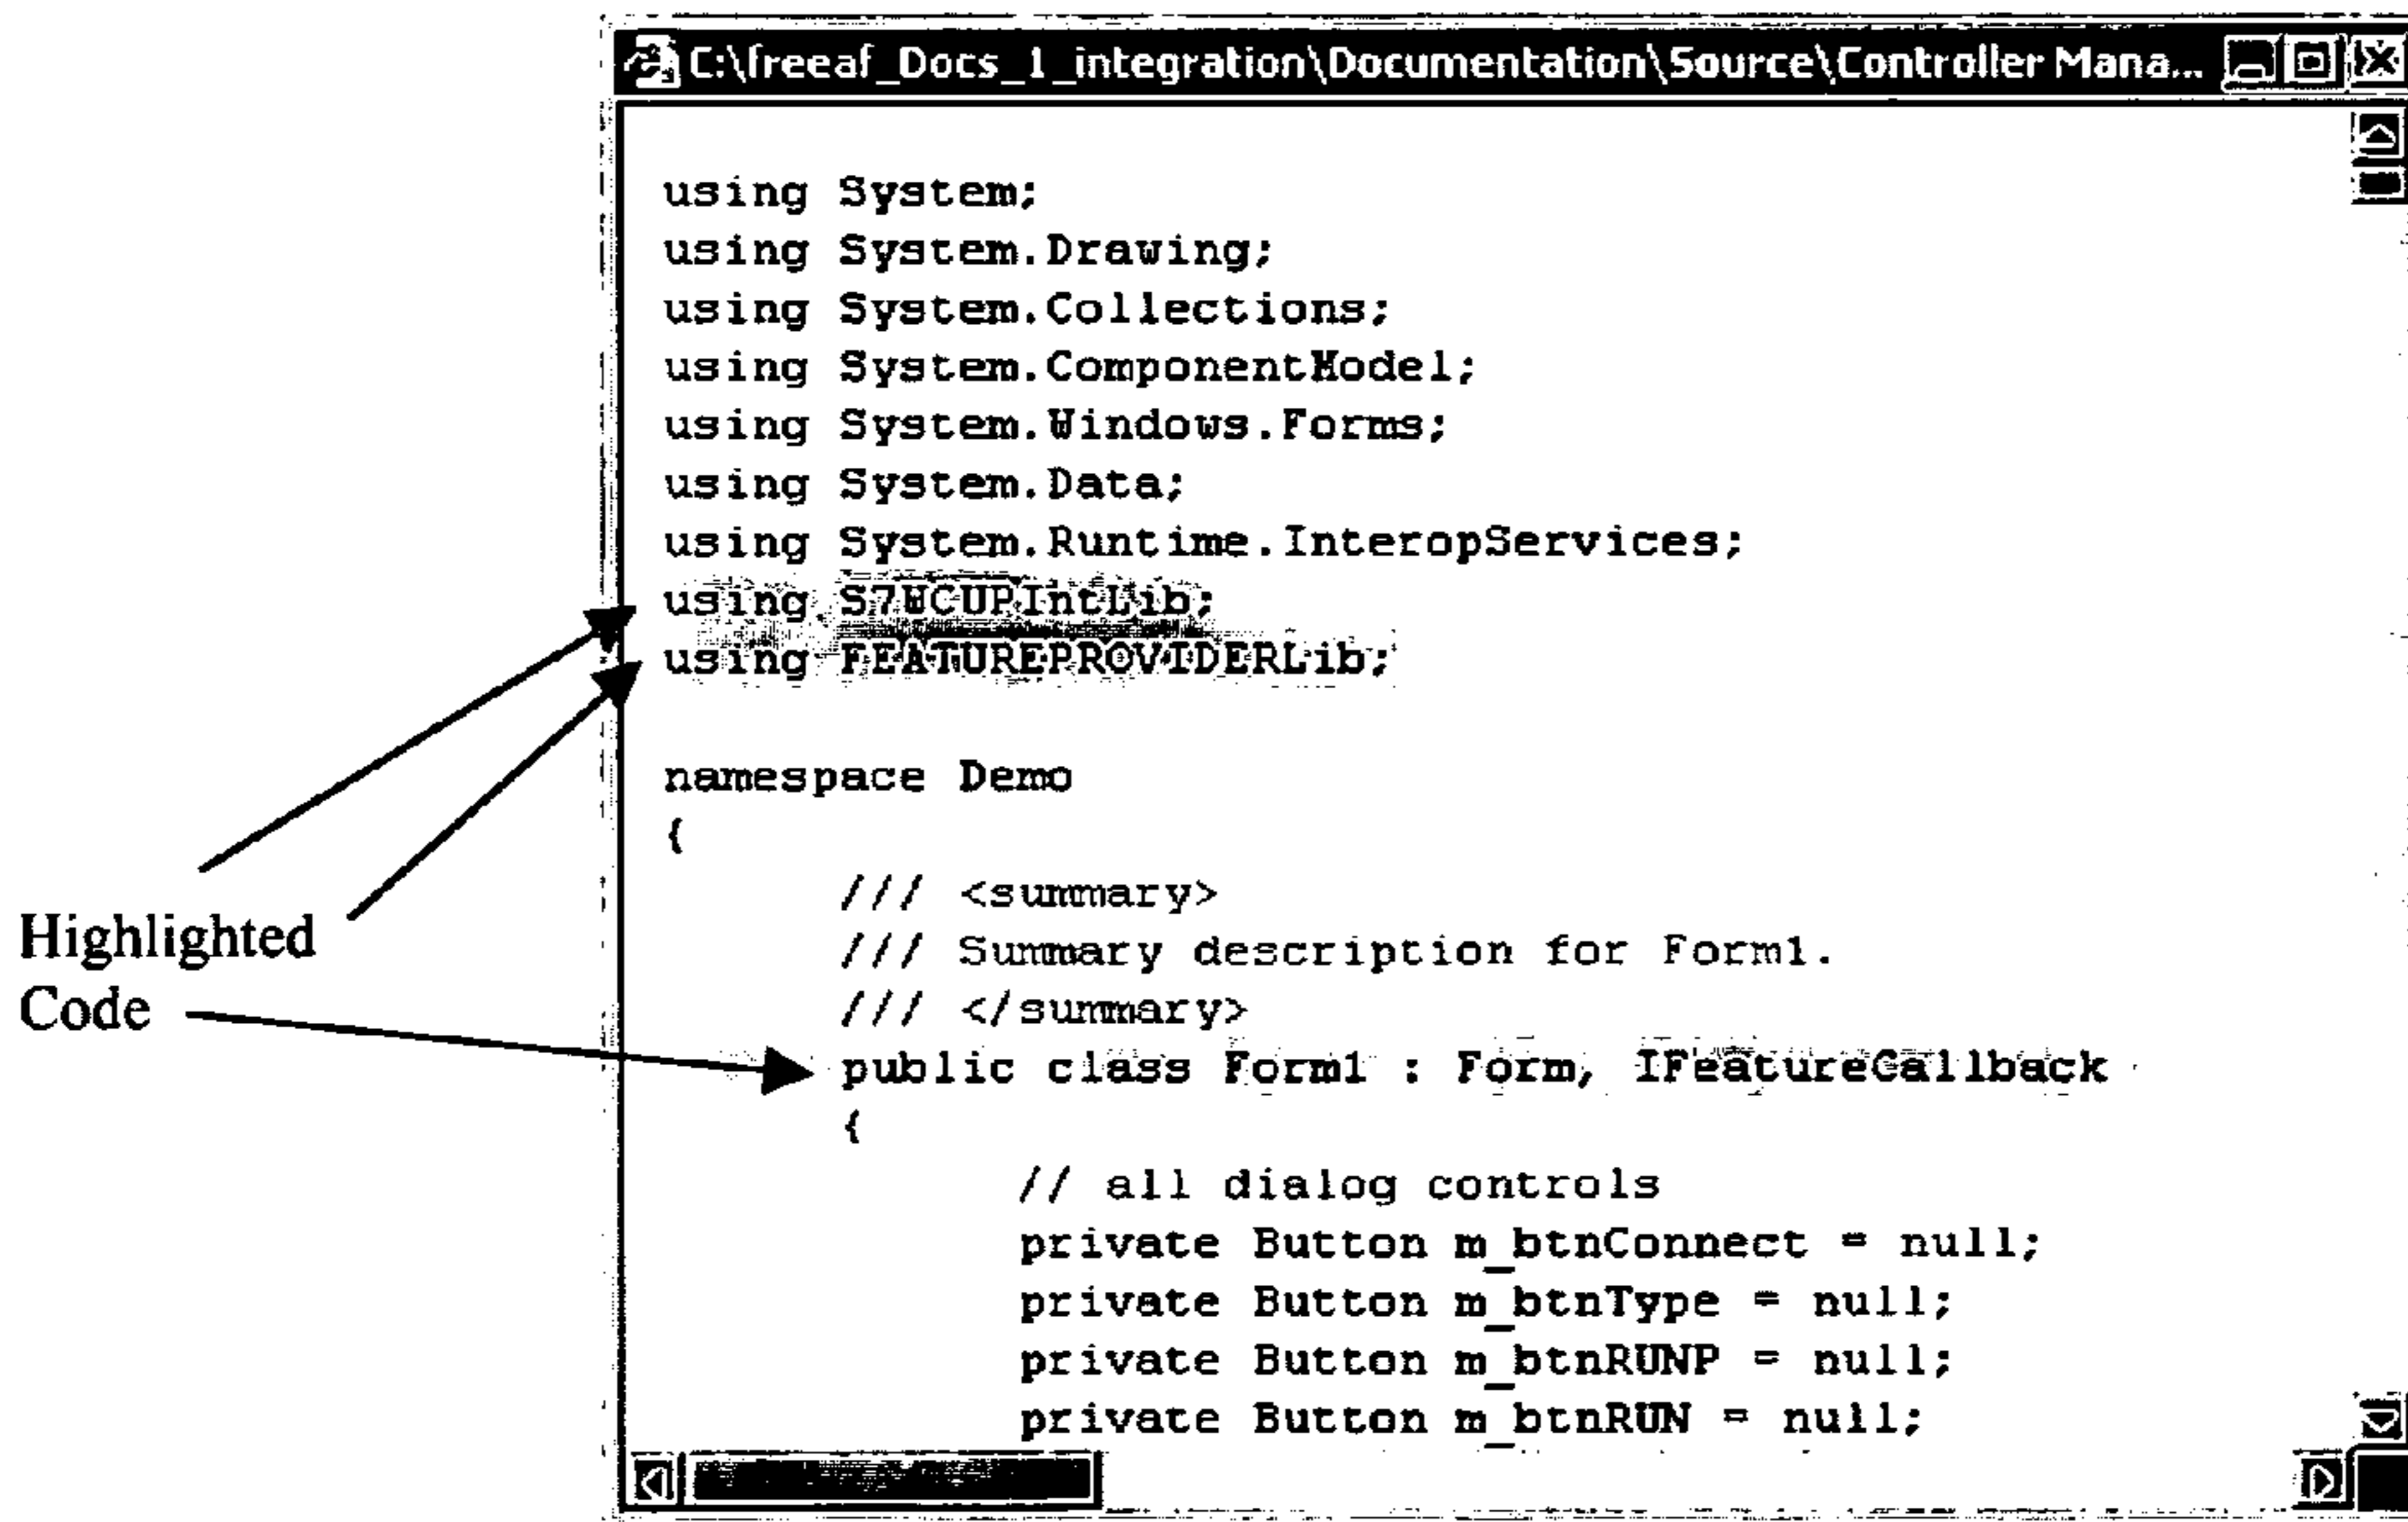 C:\freeaf_Docs_1_integration\Documentation\Source\Controller Mana...
using System;
using System.Drawing;
using System.Collections;
using System.ComponentModel;
using System.Windows.Forms;
using System.Data;
using System.Runtime.InteropServices;
using S7WCUPIntLib;
using FEATUREPROVIDERLib;
namespace Demo
{
/// <summary>
/// Summary description for Form1.
/// </summary>
public class Form1 : Form, IFeatureCallback
{
// all dialog controls
private Button m_btnConnect = null;
private Button m_btnType = null;
private Button m_btnRUNP = null;
private Button m_btnRUN = null;
Highlighted
Code